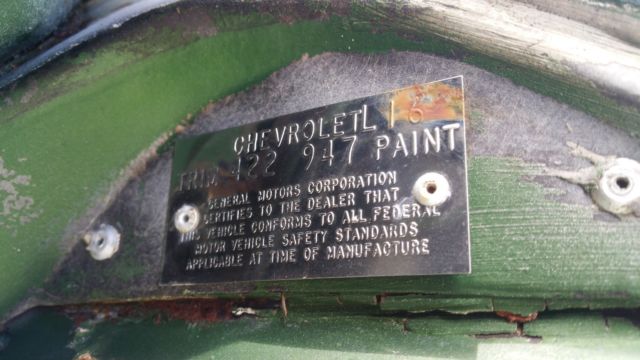 CHEVROLET L 16
TRIM 422 947 PAINT
GENERAL MOTORS CORPORATION
CERTIFIES TO THE DEALER THAT
THIS VEHICLE CONFORMS TO ALL FEDERAL
MOTOR VEHICLE SAFETY STANDARDS
APPLICABLE AT TIME OF MANUFACTURE